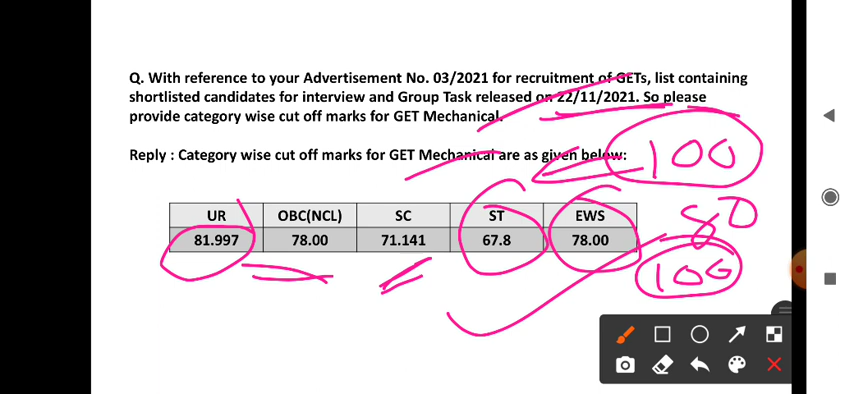 Q. With reference to your Advertisement No. 03/2021 for recruitment of GETs, list containing
shortlisted candidates for interview and Group Task released on 22/11/2021. So please
provide category wise cut off marks for GET Mechanical.
Reply : Category wise cut off marks for GET Mechanical are as given below:
100
UR OBC(NCL) SC ST EWS
81.997 78.00 71.141 67.8 78.00
80
100